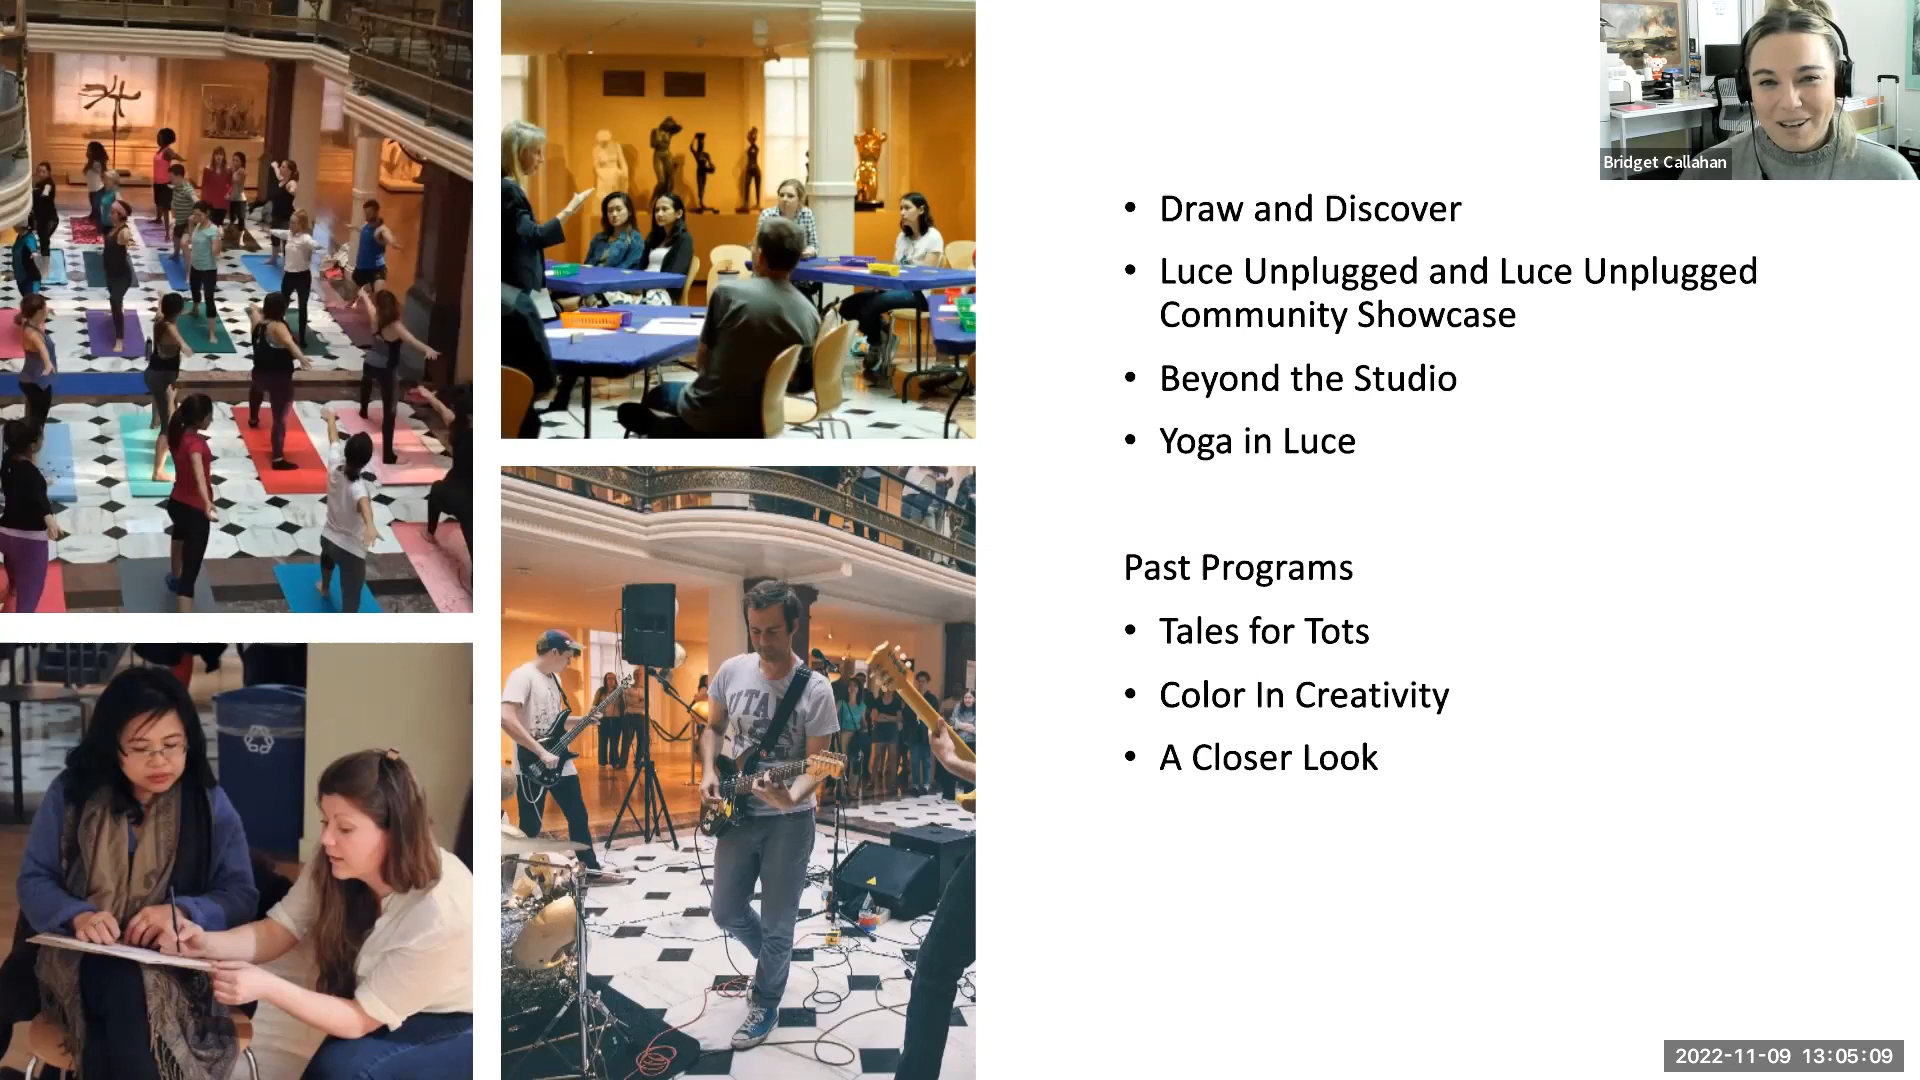 Bridget Callahan
• Draw and Discover
• Luce Unplugged and Luce Unplugged
Community Showcase
• Beyond the Studio
• Yoga in Luce
Past Programs
• Tales for Tots
• Color In Creativity
• A Closer Look
UTA
2022-11-09 13:05:09